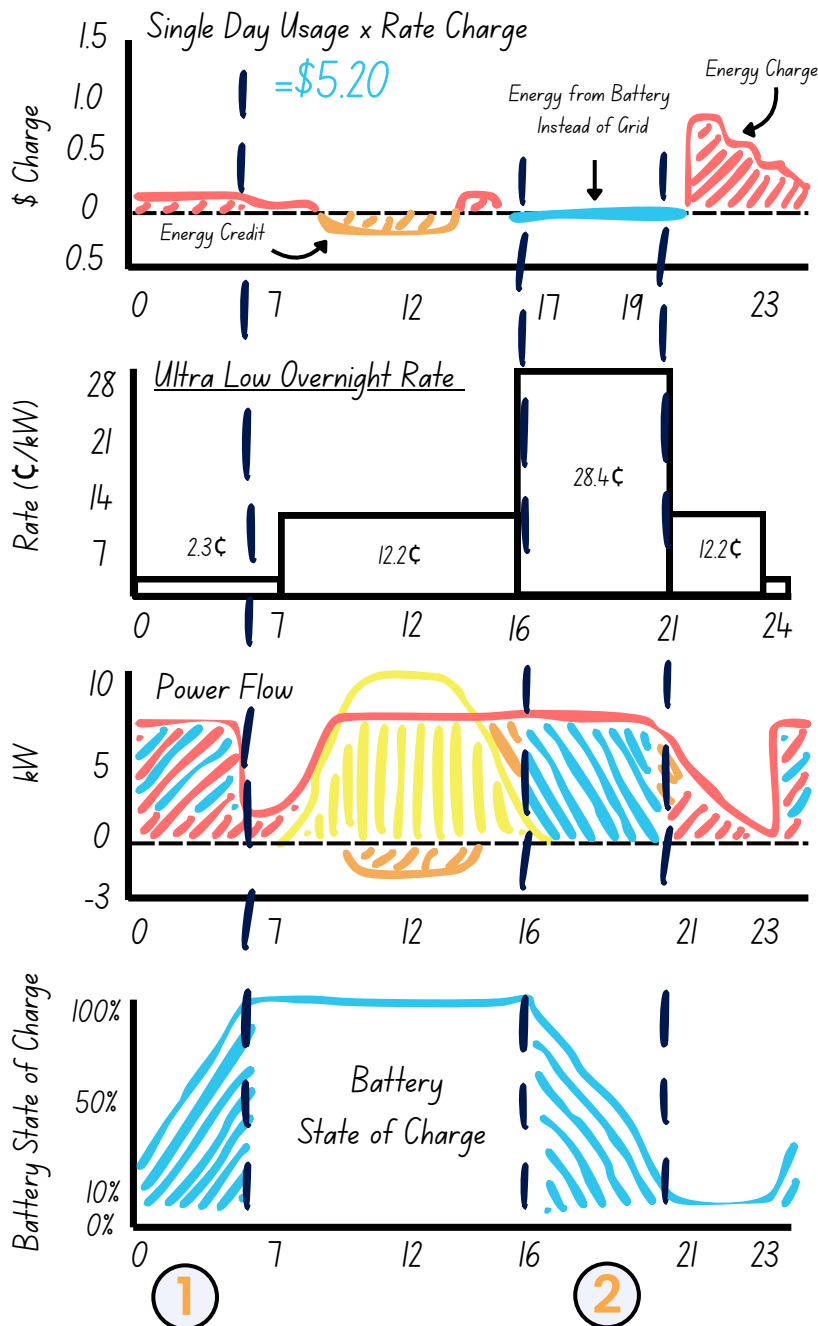 Single Day Usage x Rate Charge
=$5.20
$ Charge
1.5
1.0
0.5
0
0.5
Energy Credit
Energy from Battery
Instead of Grid
Energy Charge
0 7 12 17 19 23
Ultra Low Overnight Rate
Rate (¢/kW)
28
21
14
7
2.3¢ 12.2¢ 28.4¢ 12.2¢
0 7 12 16 21 24
Power Flow
kW
10
5
0
-3
0 7 12 16 21 23
Battery State of Charge
100%
50%
10%
0%
Battery
State of Charge
0 7 12 16 21 23
1 2